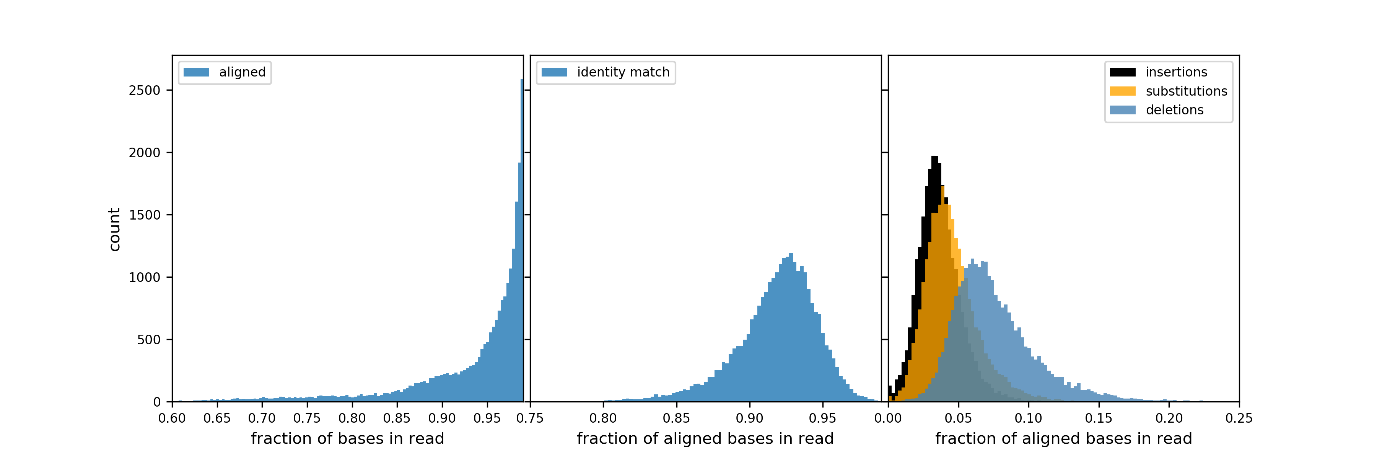 aligned
identity match
insertions
substitutions
deletions
2500
2000
1500
1000
500
0
count
0.60 0.65 0.70 0.75 0.80 0.85 0.90 0.95
0.75 0.80 0.85 0.90 0.95
0.00 0.05 0.10 0.15 0.20 0.25
fraction of bases in read
fraction of aligned bases in read
fraction of aligned bases in read